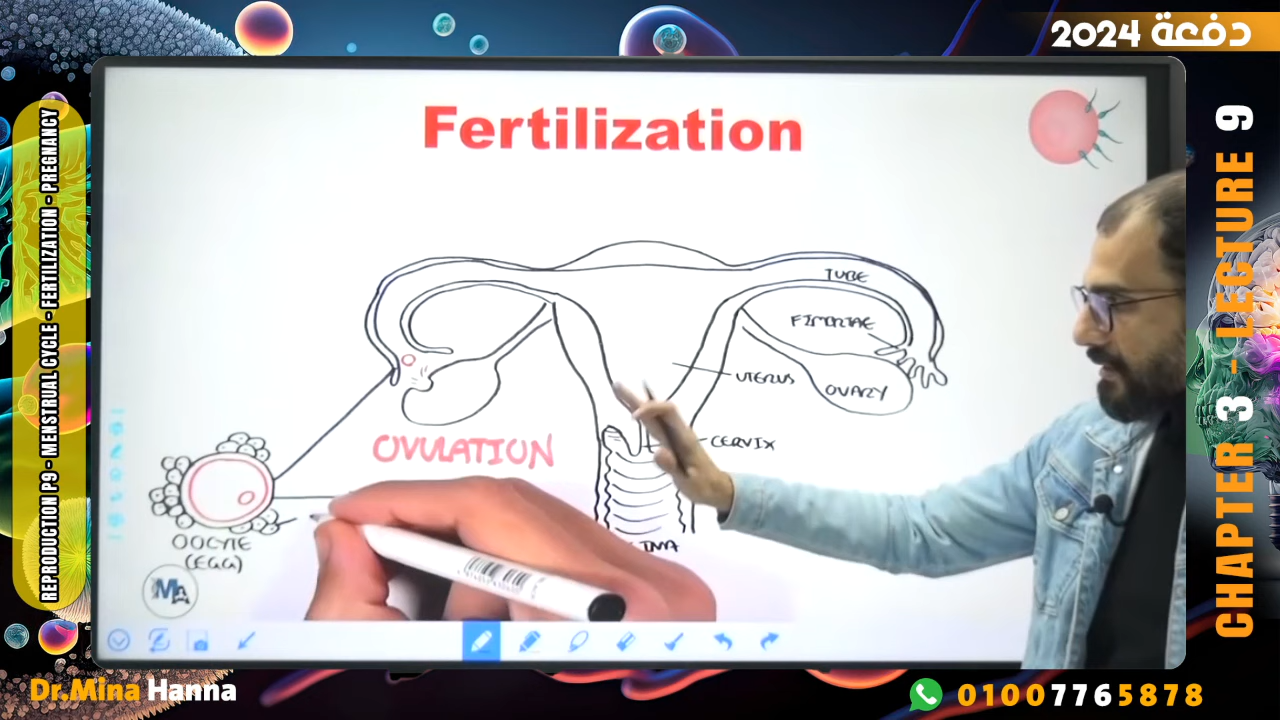 دفعة 2024
REPRODUCTION P9 - MENSTRUAL CYCLE - FERTILIZATION - PREGNANCY
Fertilization
TUBE
FIMBRIAE
UTERUS
OVARY
OVULATION
CERVIX
OOCYTE
(EGG)
CHAPTER 3 - LECTURE 9
Dr.Mina Hanna
01007765878